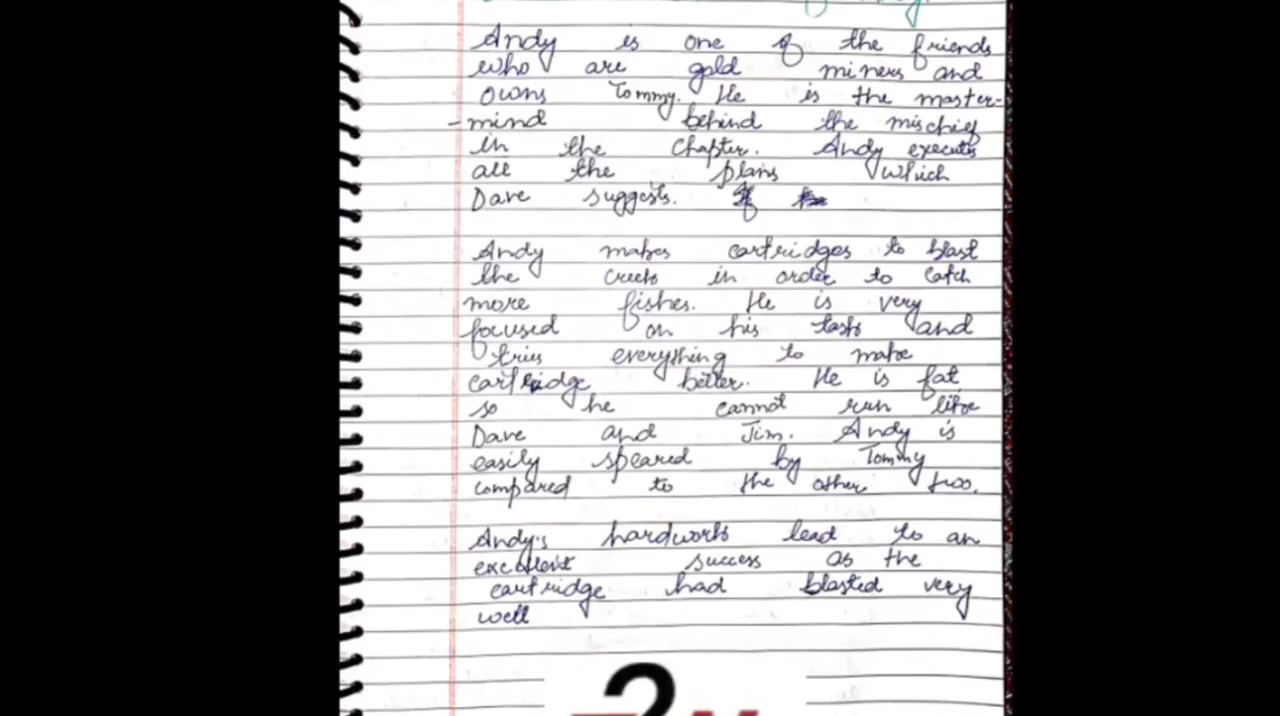 Andy is one of the friends
who are gold miners and
owns Tommy. He is the master-
-mind behind the mischief
in the chapter. Andy executes
all the plans which
Dave suggests.
Andy makes cartridges to blast
the creek in order to catch
more fishes. He is very
focused on his task and
tries everything to make
cartridge better. He is fat,
so he cannot run like
Dave and Jim. Andy is
easily speared by Tommy
compared to the other two.
Andy's hardwork lead to an
excellent success as the
cartridge had blasted very
well
?